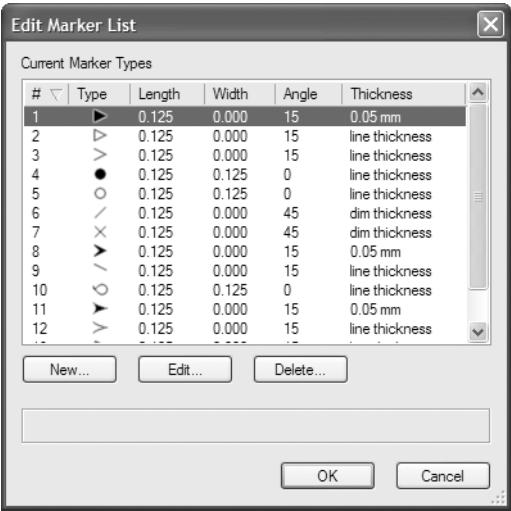 Edit Marker List
Current Marker Types
# Type Length Width Angle Thickness
1 0.125 0.000 15 0.05 mm
2 0.125 0.000 15 line thickness
3 0.125 0.000 15 line thickness
4 0.125 0.125 0 line thickness
5 0.125 0.125 0 line thickness
6 0.125 0.000 45 dim thickness
7 0.125 0.000 45 dim thickness
8 0.125 0.000 15 0.05 mm
9 0.125 0.000 15 line thickness
10 0.125 0.125 0 line thickness
11 0.125 0.000 15 0.05 mm
12 0.125 0.000 15 line thickness
New... Edit... Delete...
OK Cancel